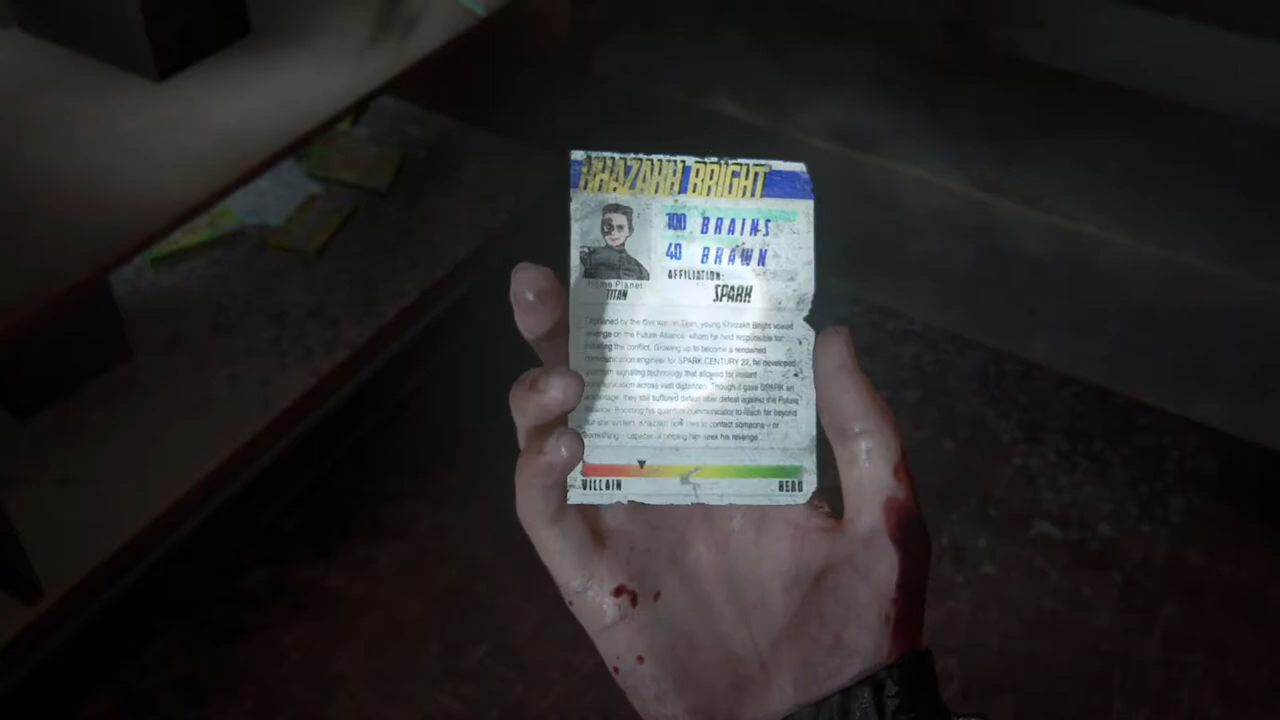 KHAZAKH BRIGHT
100 BRAINS
40 BRAWN
AFFILIATION:
SPARK
Home Planet
TITAN
Orphaned by the five war in Titan, young Khazakh Bright vowed
revenge on the Future Alliance, whom he held responsible for
initiating the conflict. Growing up to become a renowned
communication engineer for SPARK CENTURY 22, he developed
quantum signaling technology that allowed for instant
communication across vast distances. Though it gave SPARK an
advantage, they still suffered defeat after defeat against the Future
Alliance. Boosting his quantum communicator to reach far beyond
our star system, Khazakh now tries to contact someone - or
something - capable of helping him seek his revenge.
VILLAIN
HERO